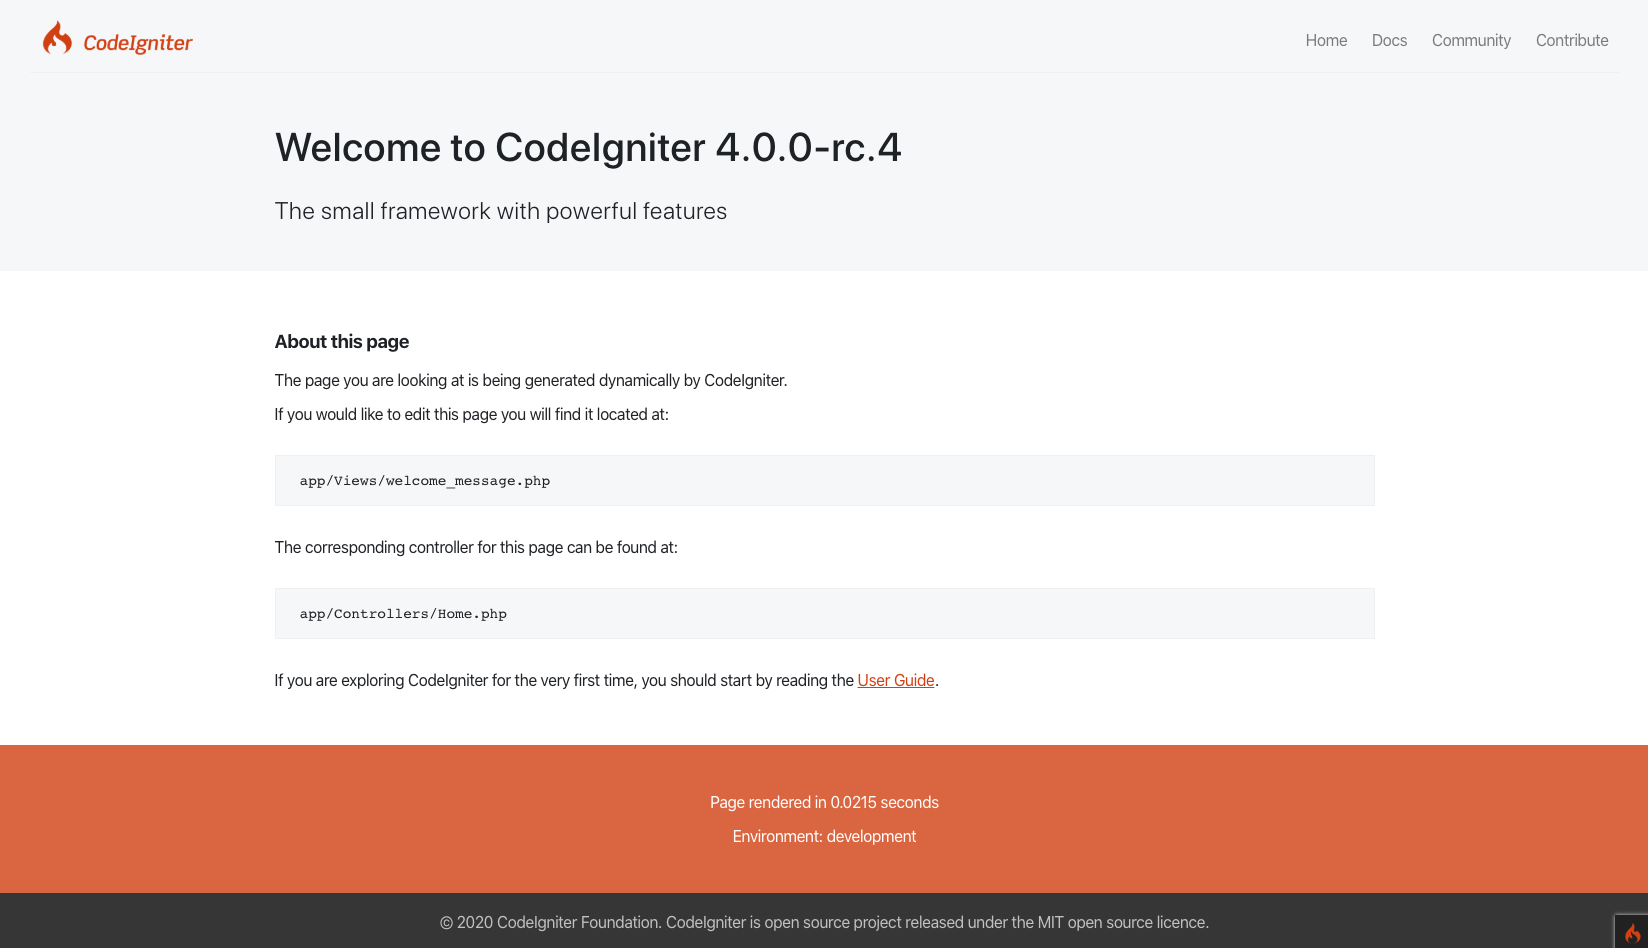 CodeIgniter
Home Docs Community Contribute
Welcome to CodeIgniter 4.0.0-rc.4
The small framework with powerful features
About this page
The page you are looking at is being generated dynamically by CodeIgniter.
If you would like to edit this page you will find it located at:
app/Views/welcome_message.php
The corresponding controller for this page can be found at:
app/Controllers/Home.php
If you are exploring CodeIgniter for the very first time, you should start by reading the User Guide.
Page rendered in 0.0215 seconds
Environment: development
© 2020 CodeIgniter Foundation. CodeIgniter is open source project released under the MIT open source licence.